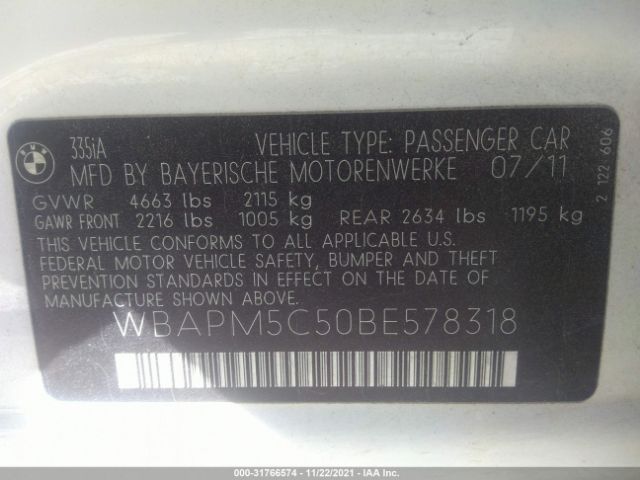 BMW
335iA VEHICLE TYPE: PASSENGER CAR
MFD BY BAYERISCHE MOTORENWERKE 07/11
GVWR 4663 lbs 2115 kg
GAWR FRONT 2216 lbs 1005 kg REAR 2634 lbs 1195 kg
THIS VEHICLE CONFORMS TO ALL APPLICABLE U.S.
FEDERAL MOTOR VEHICLE SAFETY, BUMPER AND THEFT
PREVENTION STANDARDS IN EFFECT ON THE DATE OF
MANUFACTURE SHOWN ABOVE.
WBAPM5C50BE578318
2 122 606
000-31766574 - 11/22/2021 - IAAI.COM